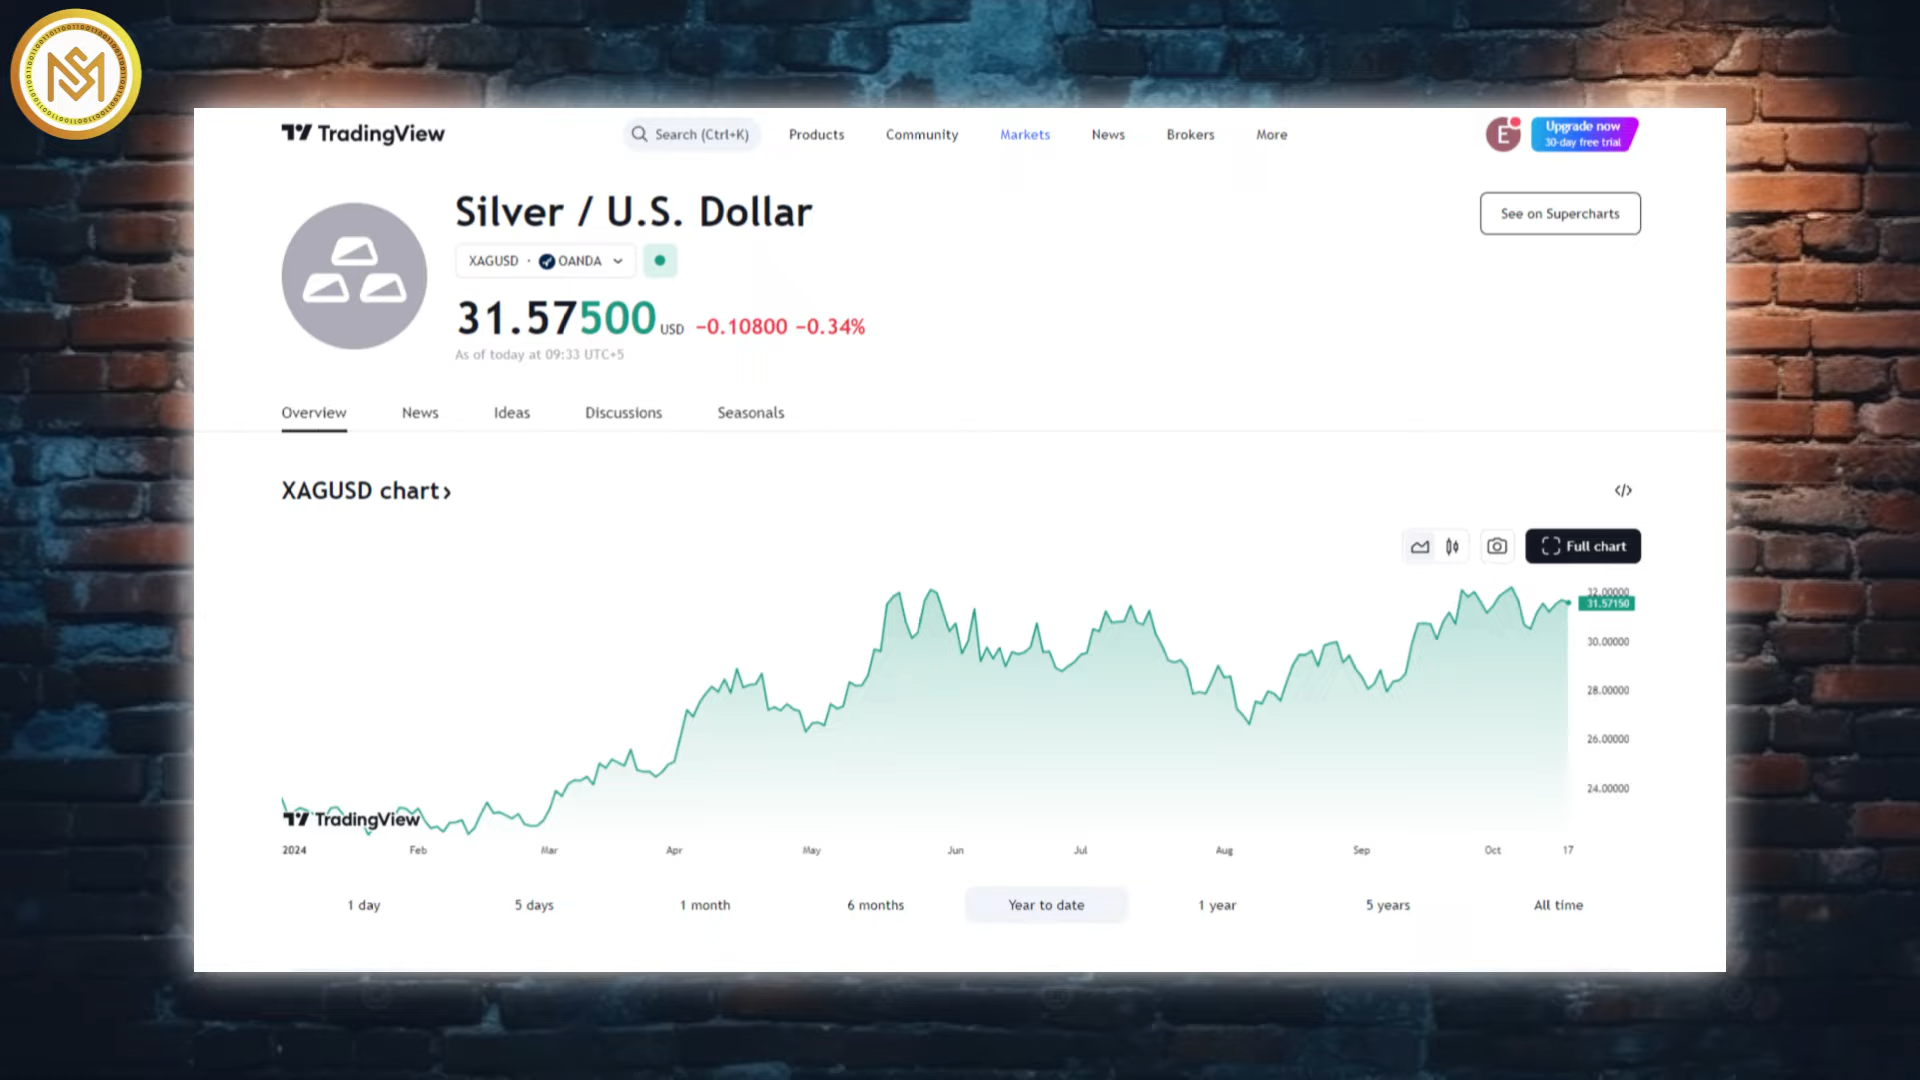 TradingView
Search (Ctrl+K) Products Community Markets News Brokers More
E
Upgrade now
30-day free trial
Silver / U.S. Dollar
See on Supercharts
XAGUSD · OANDA
31.57500 USD −0.10800 −0.34%
As of today at 09:33 UTC+5
Overview News Ideas Discussions Seasonals
XAGUSD chart ›
</>
Full chart
32.00000
31.57150
30.00000
28.00000
26.00000
24.00000
TradingView
2024 Feb Mar Apr May Jun Jul Aug Sep Oct 17
1 day 5 days 1 month 6 months Year to date 1 year 5 years All time